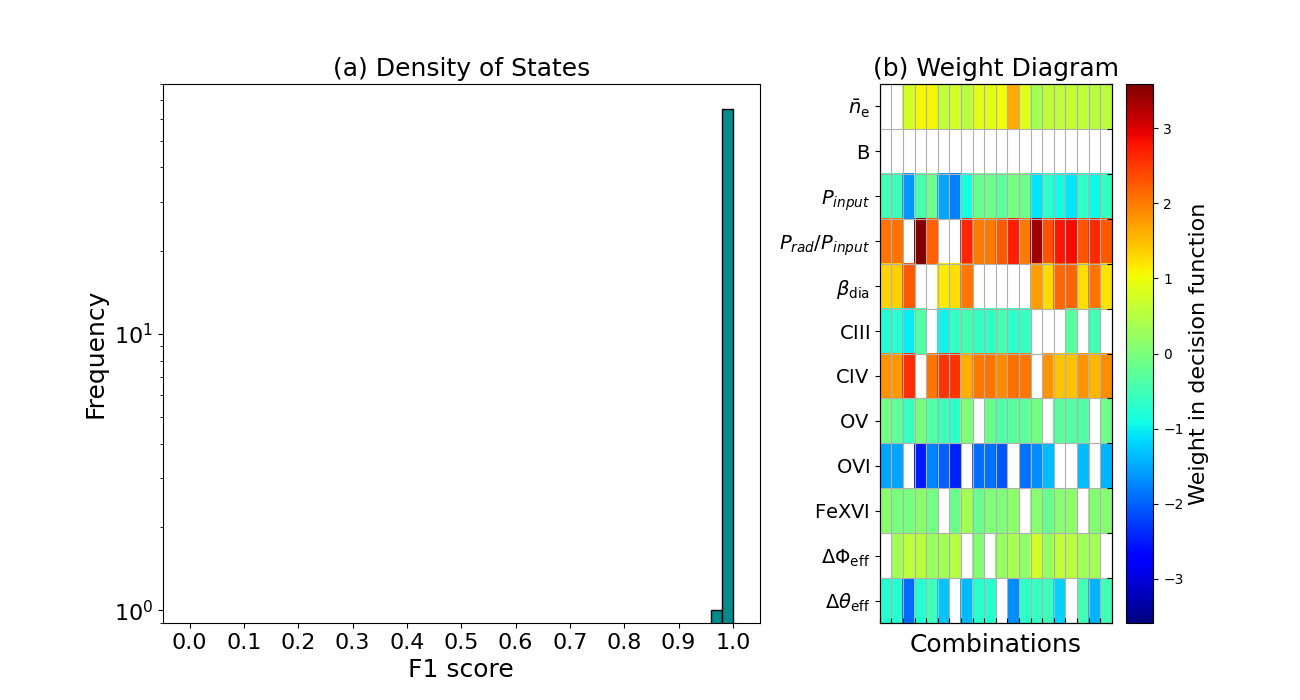 (a) Density of States
Frequency
10¹
10⁰
0.0 0.1 0.2 0.3 0.4 0.5 0.6 0.7 0.8 0.9 1.0
F1 score
(b) Weight Diagram
n̄e
B
Pinput
Prad/Pinput
βdia
CIII
CIV
OV
OVI
FeXVI
ΔΦeff
Δθeff
Combinations
3
2
1
0
−1
−2
−3
Weight in decision function